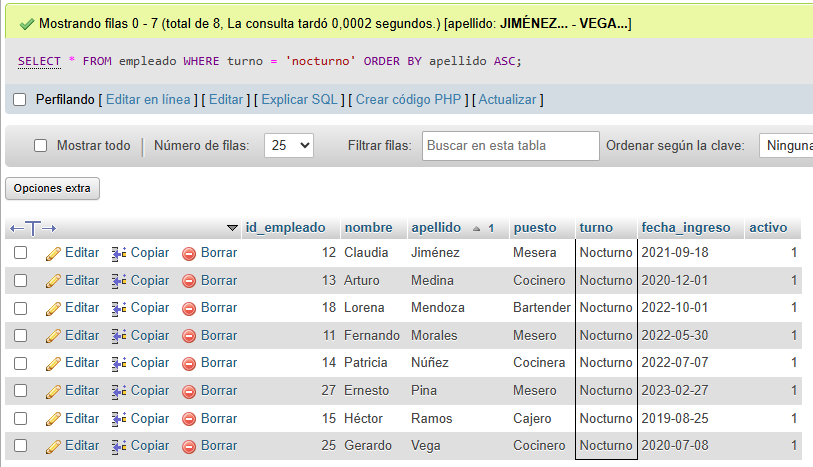 Mostrando filas 0 - 7 (total de 8, La consulta tardó 0,0002 segundos.) [apellido: JIMÉNEZ... - VEGA...]
SELECT * FROM empleado WHERE turno = 'nocturno' ORDER BY apellido ASC;
Perfilando [ Editar en línea ] [ Editar ] [ Explicar SQL ] [ Crear código PHP ] [ Actualizar ]
Mostrar todo Número de filas: 25 Filtrar filas: Buscar en esta tabla Ordenar según la clave: Ninguna
Opciones extra
id_empleado nombre apellido 1 puesto turno fecha_ingreso activo
Editar Copiar Borrar 12 Claudia Jiménez Mesera Nocturno 2021-09-18 1
Editar Copiar Borrar 13 Arturo Medina Cocinero Nocturno 2020-12-01 1
Editar Copiar Borrar 18 Lorena Mendoza Bartender Nocturno 2022-10-01 1
Editar Copiar Borrar 11 Fernando Morales Mesero Nocturno 2022-05-30 1
Editar Copiar Borrar 14 Patricia Núñez Cocinera Nocturno 2022-07-07 1
Editar Copiar Borrar 27 Ernesto Pina Mesero Nocturno 2023-02-27 1
Editar Copiar Borrar 15 Héctor Ramos Cajero Nocturno 2019-08-25 1
Editar Copiar Borrar 25 Gerardo Vega Cocinero Nocturno 2020-07-08 1